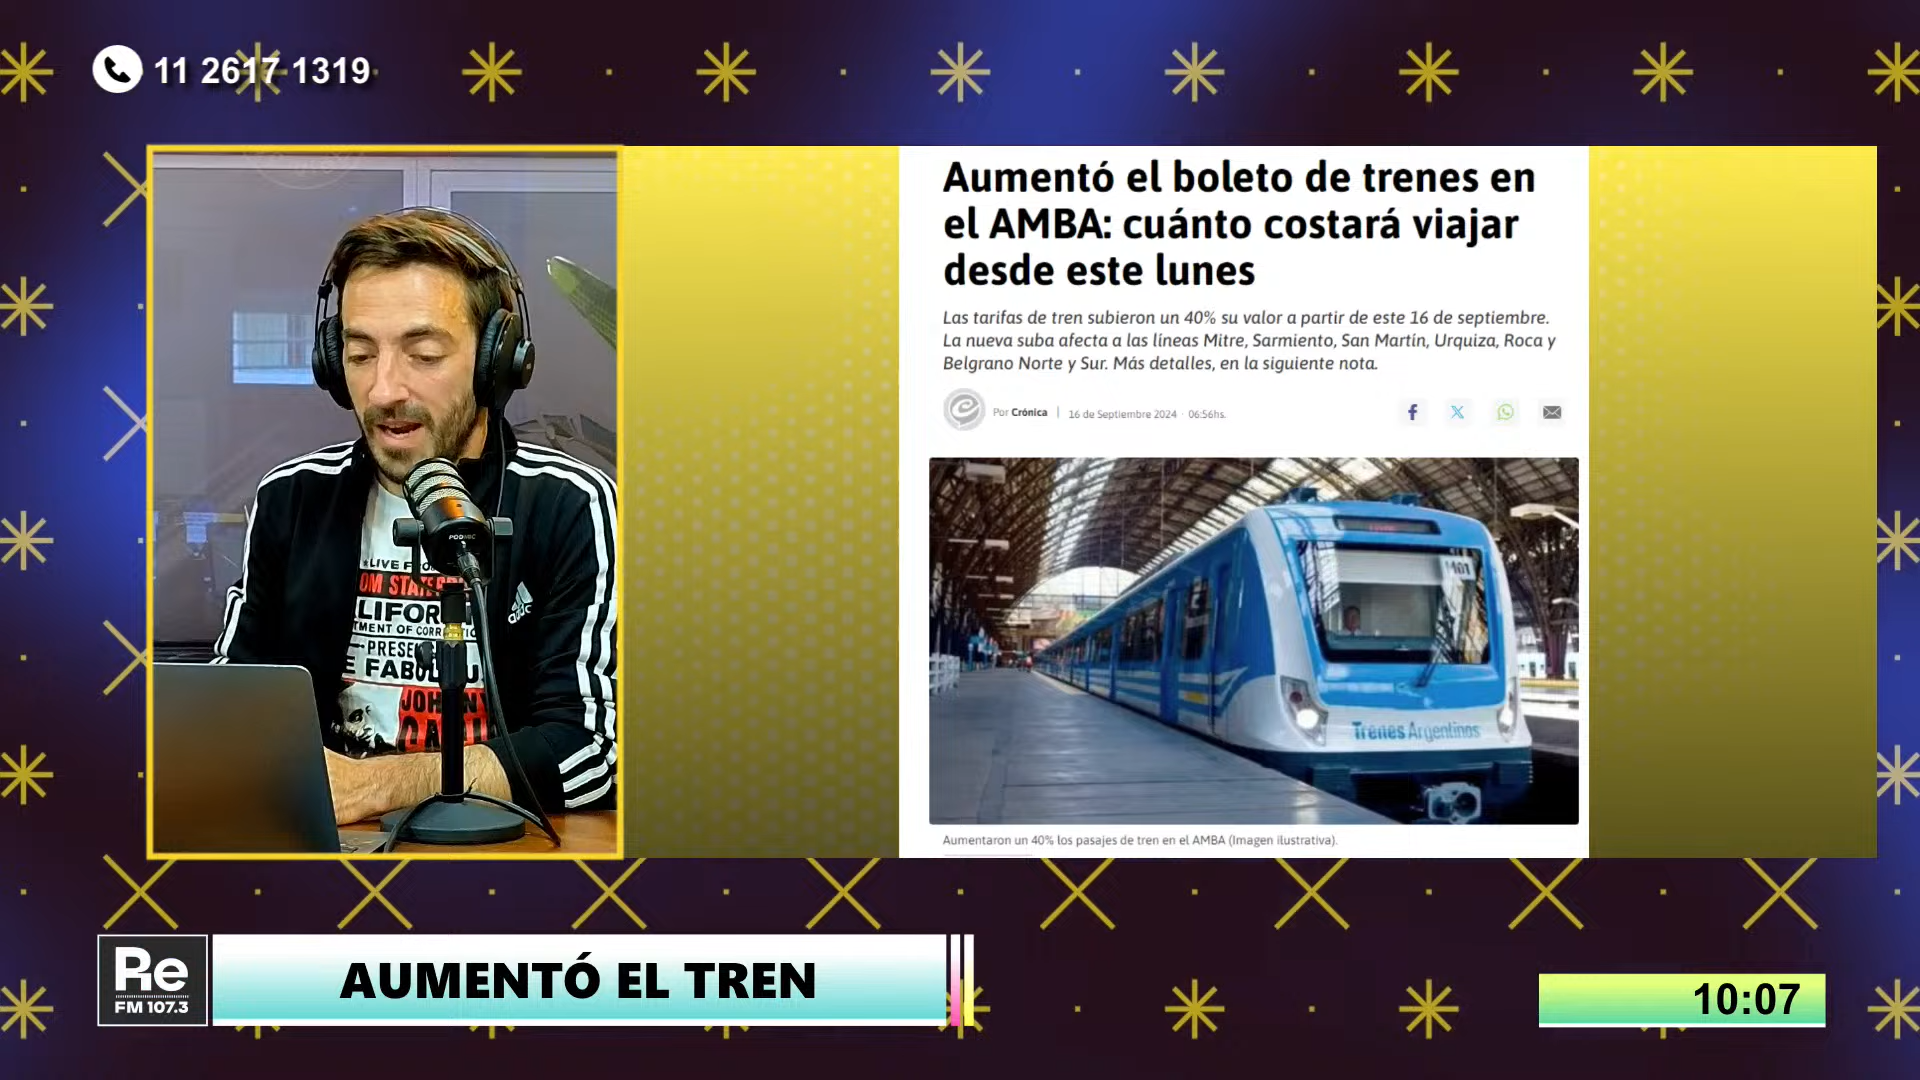 11 2617 1319
Aumentó el boleto de trenes en
el AMBA: cuánto costará viajar
desde este lunes
Las tarifas de tren subieron un 40% su valor a partir de este 16 de septiembre.
La nueva suba afecta a las líneas Mitre, Sarmiento, San Martín, Urquiza, Roca y
Belgrano Norte y Sur. Más detalles, en la siguiente nota.
Por Crónica | 16 de Septiembre 2024 · 06:56hs.
Trenes Argentinos
Aumentaron un 40% los pasajes de tren en el AMBA (Imagen ilustrativa).
LIVE
PRESE
Re
FM 107.3
AUMENTÓ EL TREN
10:07